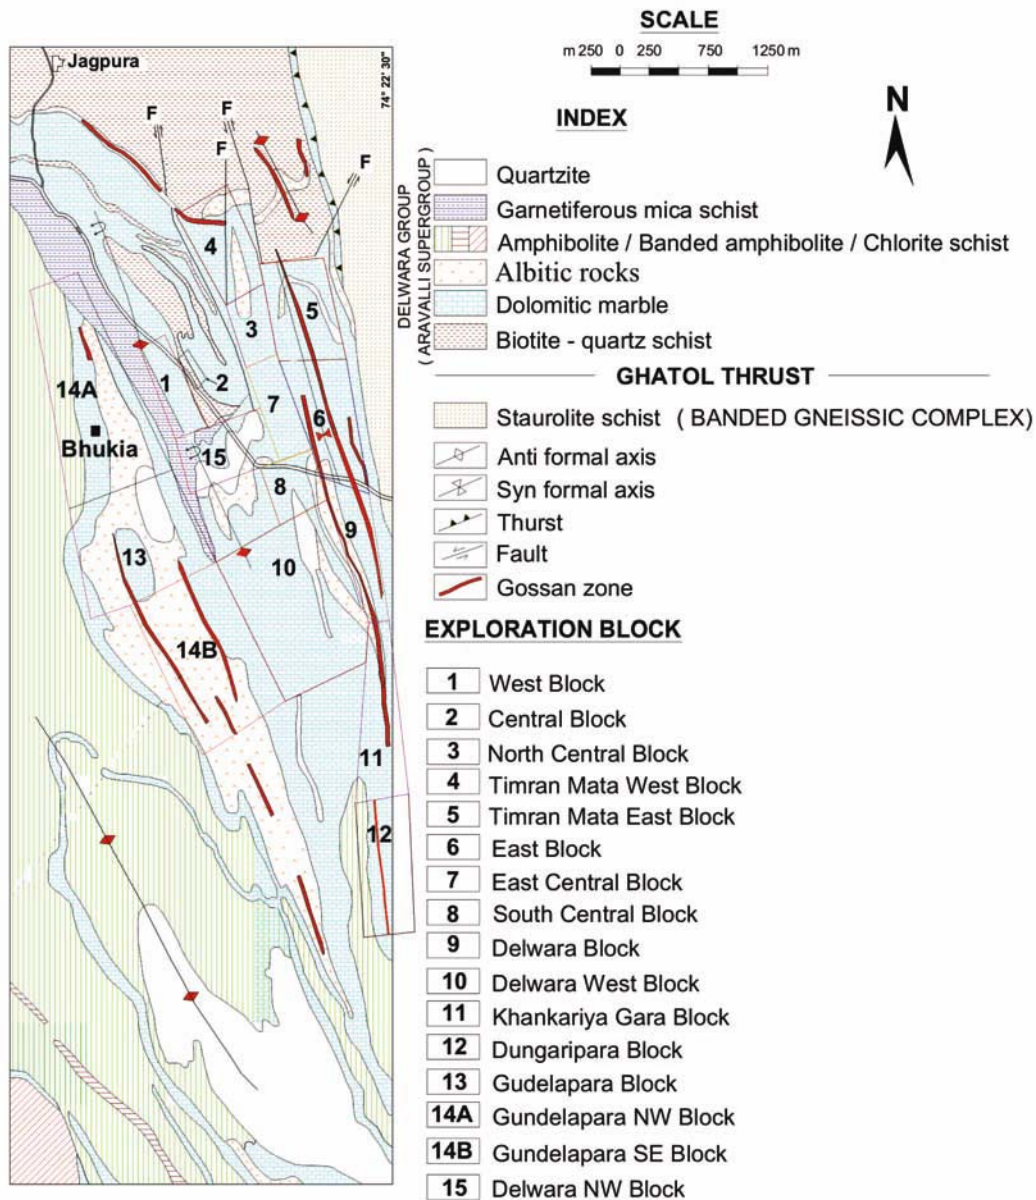 SCALE
m 250 0 250 750 1250 m
N
INDEX
Quartzite
Garnetiferous mica schist
Amphibolite / Banded amphibolite / Chlorite schist
Albitic rocks
Dolomitic marble
Biotite - quartz schist
GHATOL THRUST
Staurolite schist ( BANDED GNEISSIC COMPLEX)
Anti formal axis
Syn formal axis
Thurst
Fault
Gossan zone
EXPLORATION BLOCK
1 West Block
2 Central Block
3 North Central Block
4 Timran Mata West Block
5 Timran Mata East Block
6 East Block
7 East Central Block
8 South Central Block
9 Delwara Block
10 Delwara West Block
11 Khankariya Gara Block
12 Dungaripara Block
13 Gudelapara Block
14A Gundelapara NW Block
14B Gundelapara SE Block
15 Delwara NW Block
DELWARA GROUP
( ARAVALLI SUPERGROUP)
Jagpura
74° 22' 30"
F
F
F
F
4
5
3
14A
1
2
7
6
Bhukia
15
8
9
13
10
14B
11
12